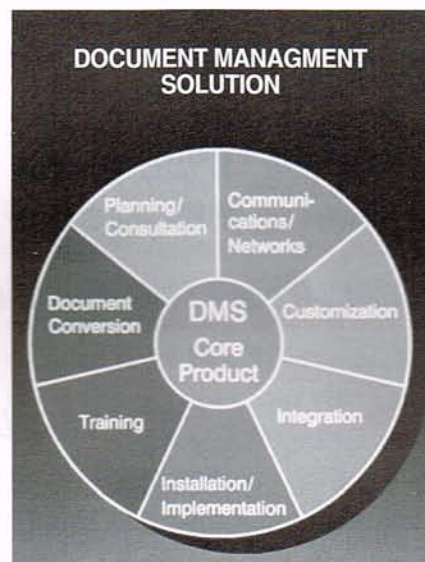 DOCUMENT MANAGMENT
SOLUTION
Planning/
Consultation
Communi-
cations/
Networks
Document
Conversion
DMS
Core
Product
Customization
Training
Integration
Installation/
Implementation